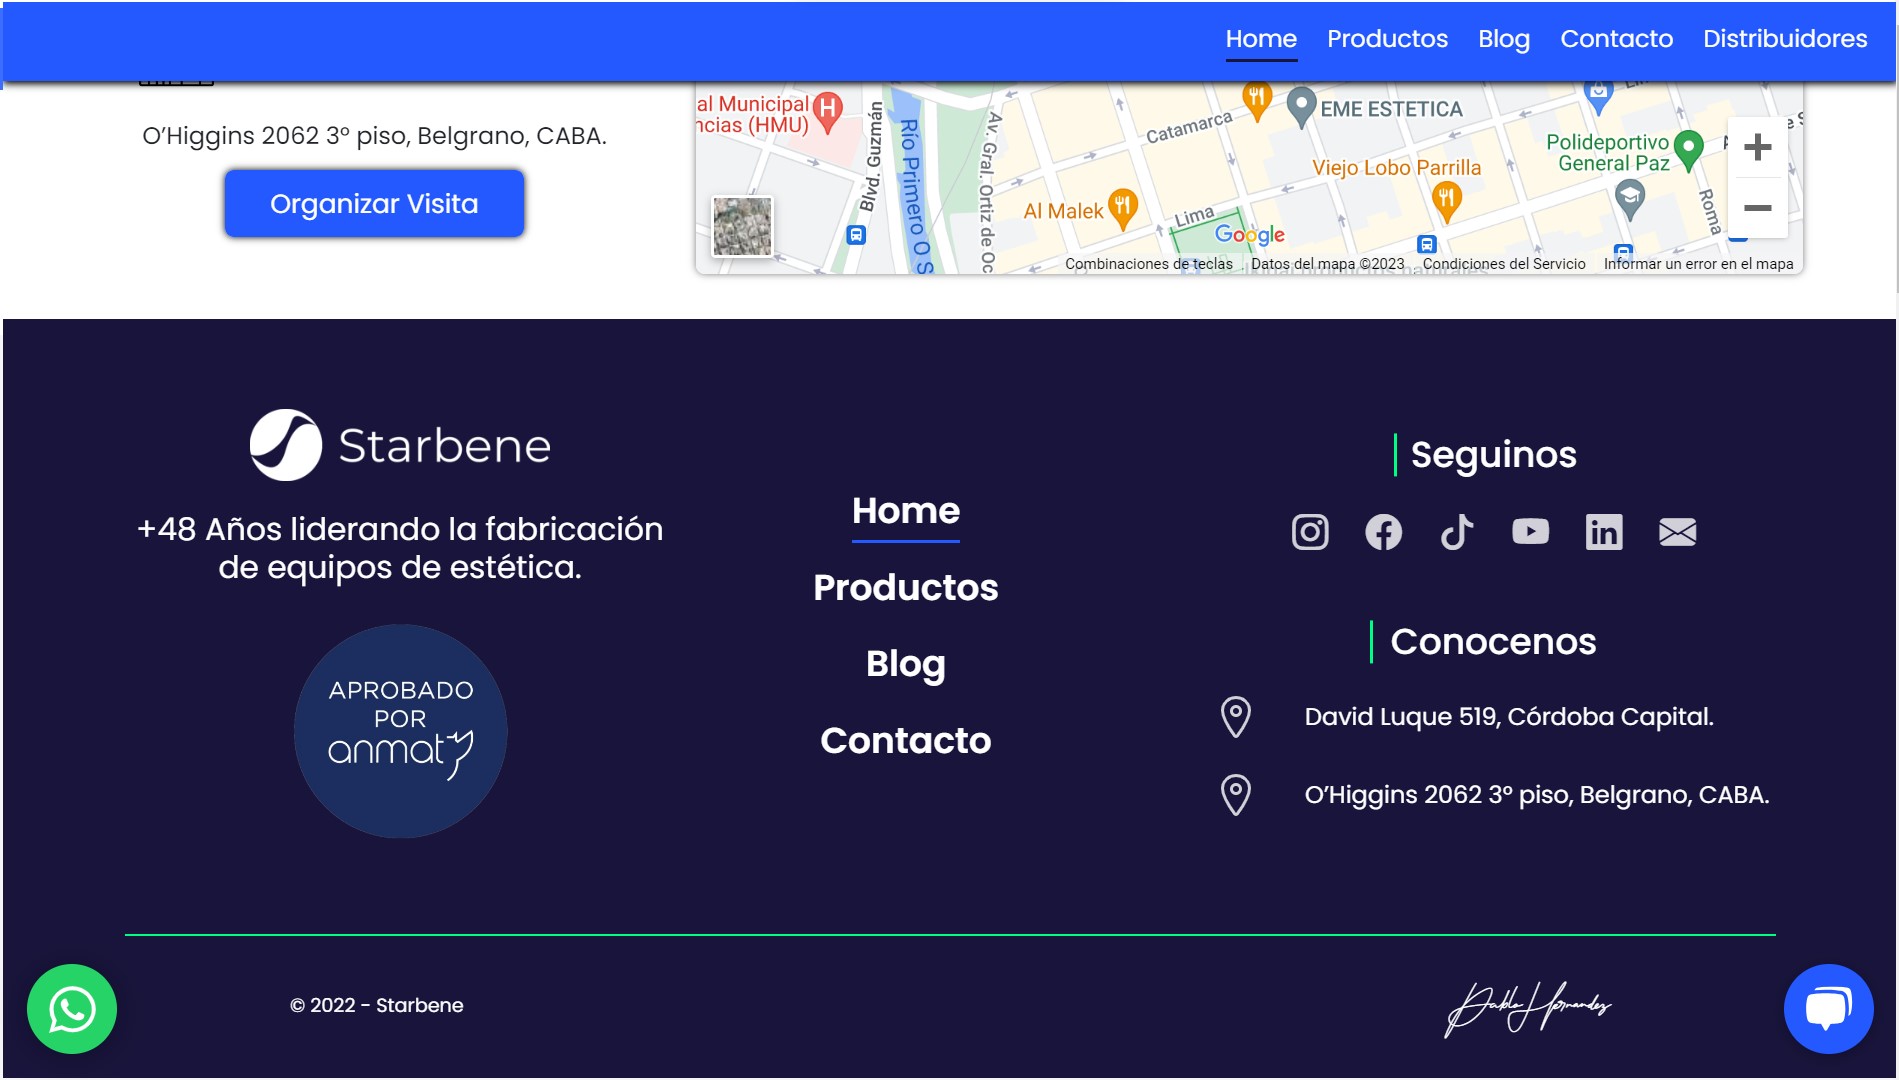 Home Productos Blog Contacto Distribuidores
O’Higgins 2062 3° piso, Belgrano, CABA.
Organizar Visita
al Municipal
ncias (HMU)
H
Blvd. Guzmán
Río Primero O S
Av. Gral. Ortiz de Oc
Catamarca
EME ESTETICA
Viejo Lobo Parrilla
Polideportivo
General Paz
Al Malek
Lima
Roma
Google
Combinaciones de teclas Datos del mapa ©2023 Condiciones del Servicio Informar un error en el mapa
Starbene
+48 Años liderando la fabricación
de equipos de estética.
APROBADO
POR
anmat
Home
Productos
Blog
Contacto
Seguinos
in
Conocenos
David Luque 519, Córdoba Capital.
O’Higgins 2062 3° piso, Belgrano, CABA.
© 2022 - Starbene
Pablo Hernandez